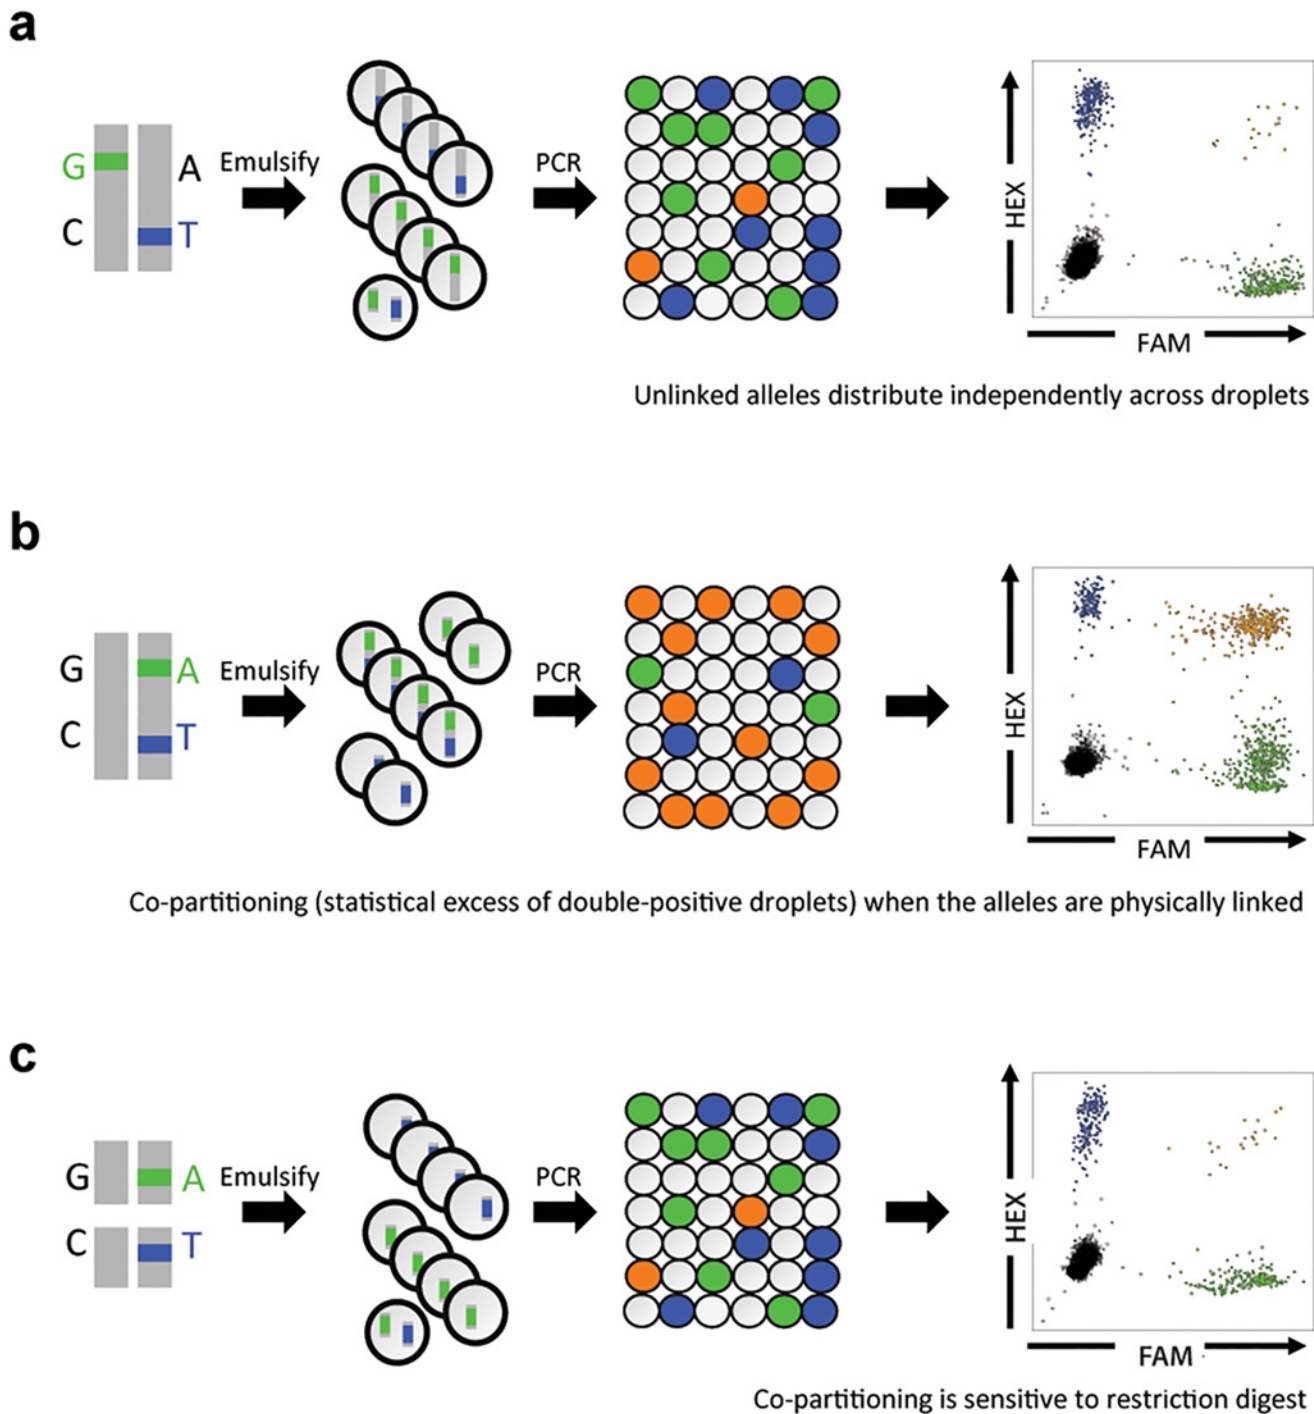 a
G
A
C
T
Emulsify
PCR
HEX
FAM
Unlinked alleles distribute independently across droplets
b
G
A
C
T
Emulsify
PCR
HEX
FAM
Co-partitioning (statistical excess of double-positive droplets) when the alleles are physically linked
c
G
A
C
T
Emulsify
PCR
HEX
FAM
Co-partitioning is sensitive to restriction digest